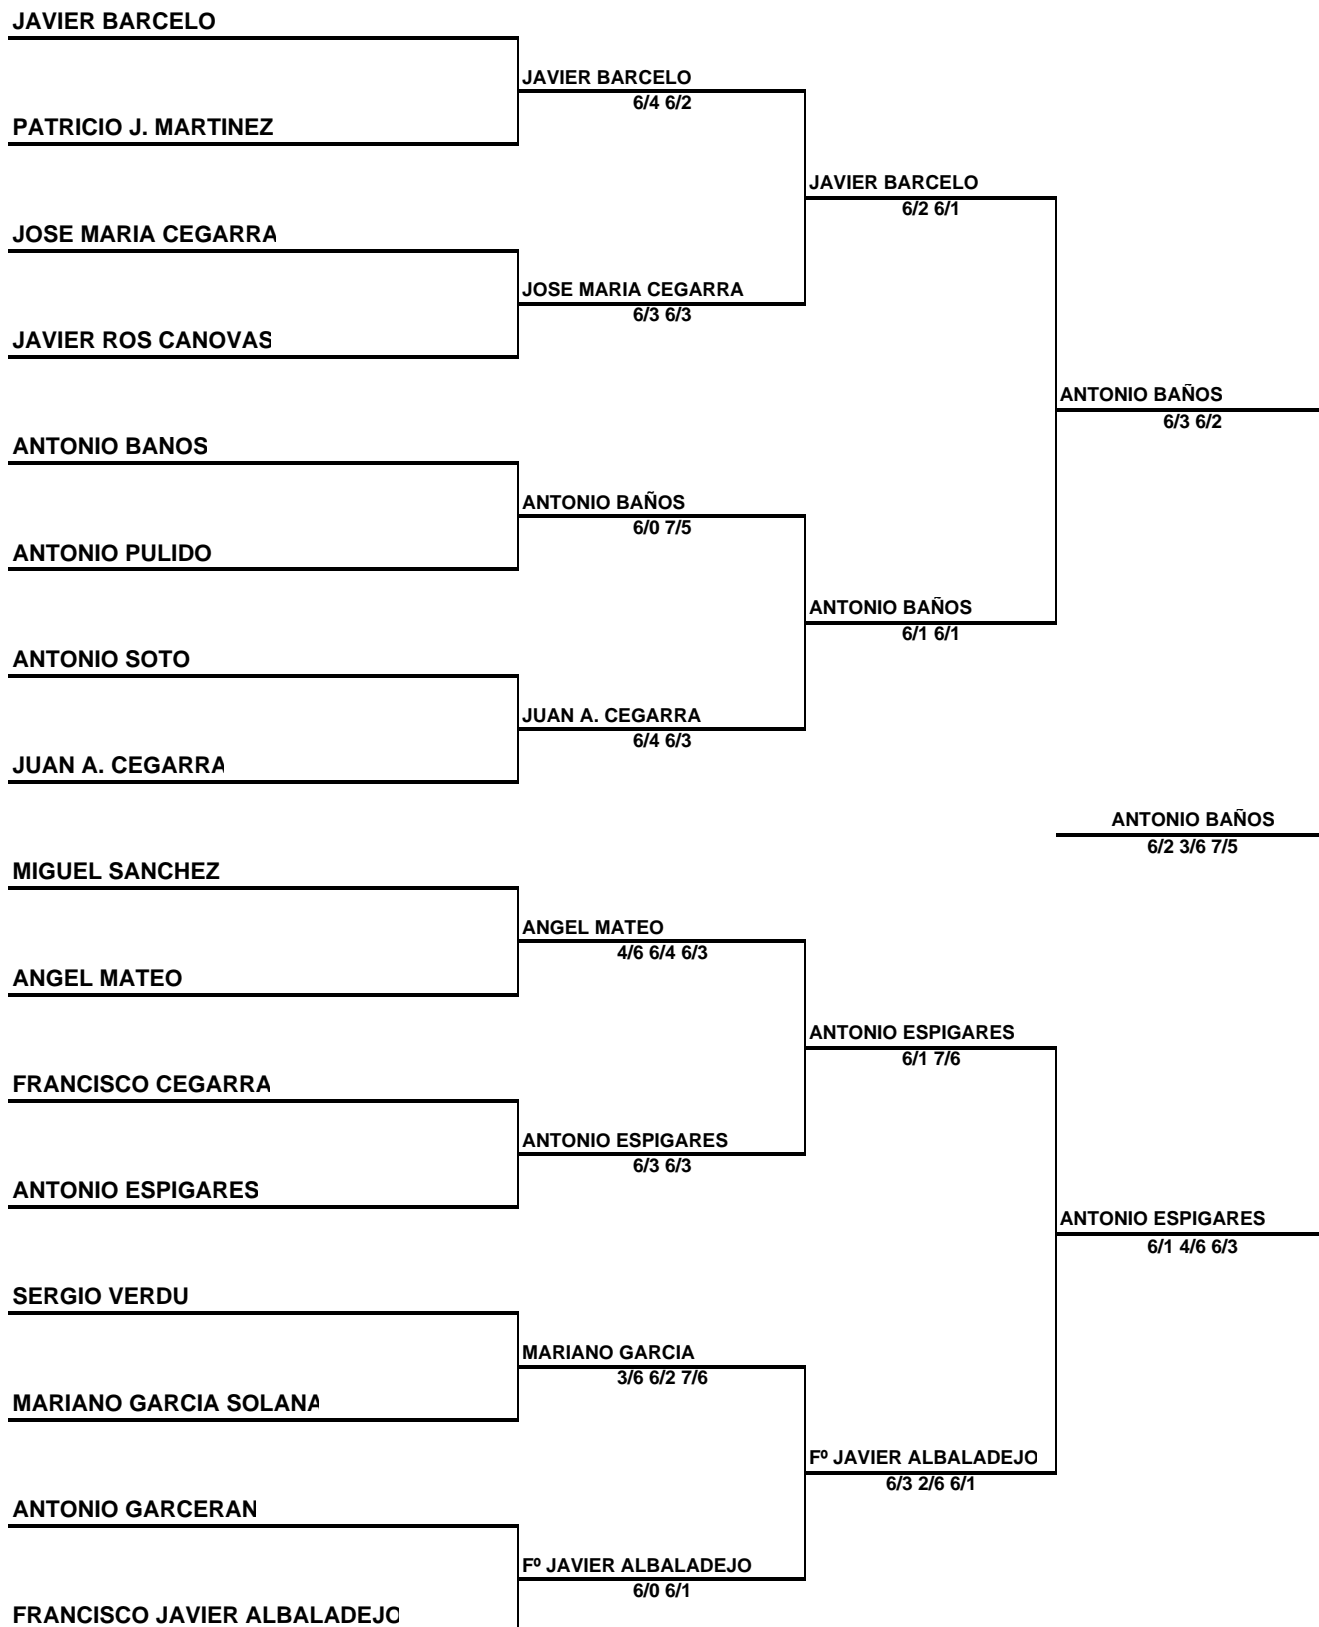 JAVIER BARCELO
JAVIER BARCELO
6/4 6/2
PATRICIO J. MARTINEZ
JAVIER BARCELO
6/2 6/1
JOSE MARIA CEGARRA
JOSE MARIA CEGARRA
6/3 6/3
JAVIER ROS CANOVAS
ANTONIO BAÑOS
6/3 6/2
ANTONIO BANOS
ANTONIO BAÑOS
6/0 7/5
ANTONIO PULIDO
ANTONIO BAÑOS
6/1 6/1
ANTONIO SOTO
JUAN A. CEGARRA
6/4 6/3
JUAN A. CEGARRA
ANTONIO BAÑOS
6/2 3/6 7/5
MIGUEL SANCHEZ
ANGEL MATEO
4/6 6/4 6/3
ANGEL MATEO
ANTONIO ESPIGARES
6/1 7/6
FRANCISCO CEGARRA
ANTONIO ESPIGARES
6/3 6/3
ANTONIO ESPIGARES
ANTONIO ESPIGARES
6/1 4/6 6/3
SERGIO VERDU
MARIANO GARCIA
3/6 6/2 7/6
MARIANO GARCIA SOLANA
Fº JAVIER ALBALADEJO
6/3 2/6 6/1
ANTONIO GARCERAN
Fº JAVIER ALBALADEJO
6/0 6/1
FRANCISCO JAVIER ALBALADEJO